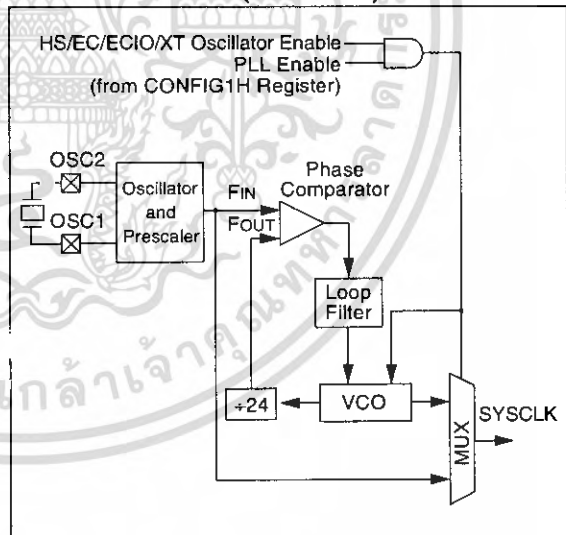 HS/EC/ECIO/XT Oscillator Enable
PLL Enable
(from CONFIG1H Register)
OSC2
OSC1
Oscillator
and
Prescaler
FIN
FOUT
Phase
Comparator
Loop
Filter
÷24
VCO
MUX
SYSCLK